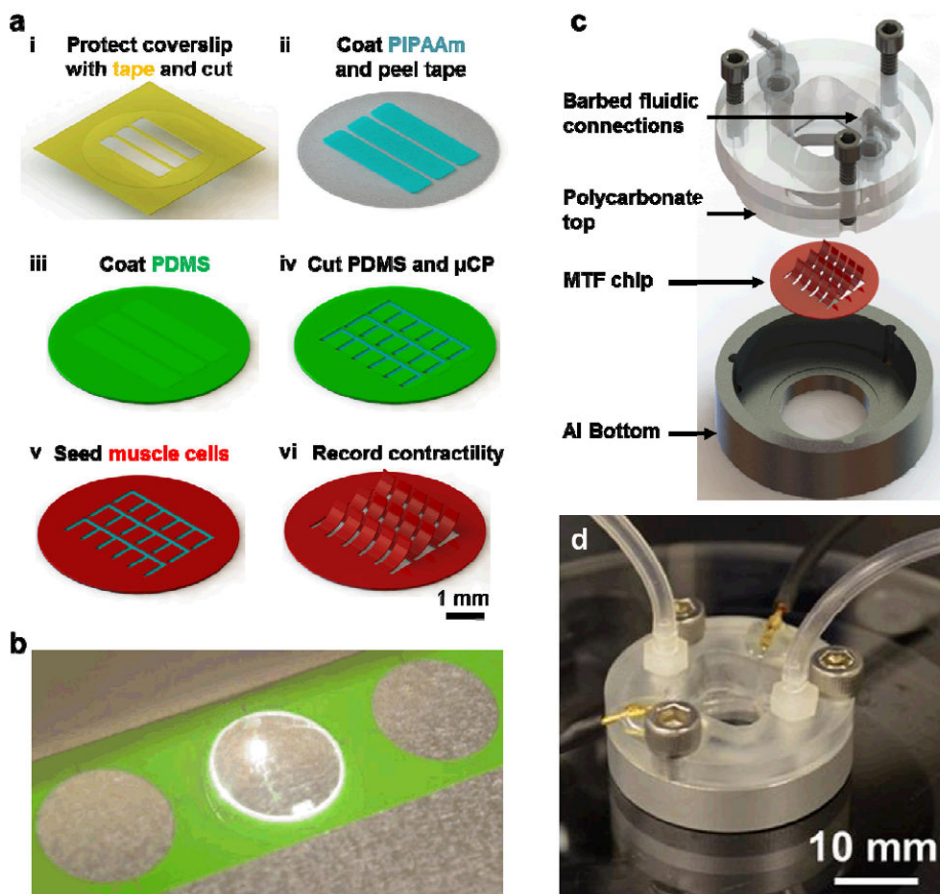 a
i Protect coverslip
with tape and cut
ii Coat PIPAAm
and peel tape
iii Coat PDMS
iv Cut PDMS and µCP
v Seed muscle cells
vi Record contractility
1 mm
b
c
Barbed fluidic
connections
Polycarbonate
top
MTF chip
Al Bottom
d
10 mm